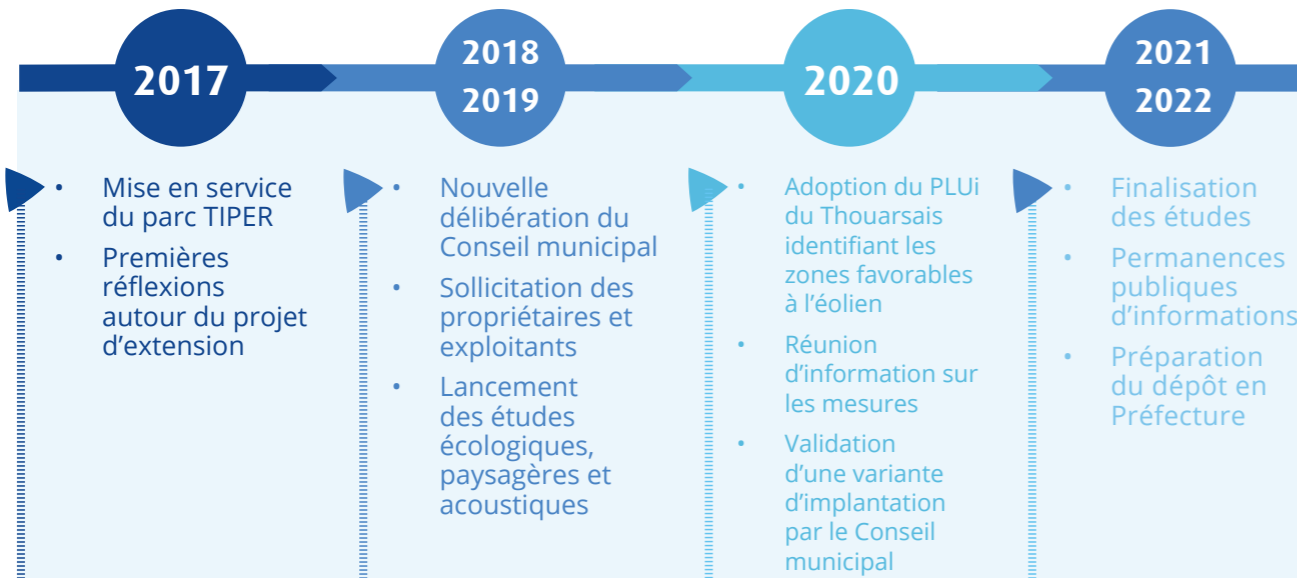 2017
• Mise en service
du parc TIPER
• Premières
réflexions
autour du projet
d'extension
2018
2019
• Nouvelle
délibération du
Conseil municipal
• Sollicitation des
propriétaires et
exploitants
• Lancement
des études
écologiques,
paysagères et
acoustiques
2020
• Adoption du PLUi
du Thouarsais
identifiant les
zones favorables
à l'éolien
• Réunion
d'information sur
les mesures
• Validation
d'une variante
d'implantation
par le Conseil
municipal
2021
2022
• Finalisation
des études
• Permanences
publiques
d'informations
• Préparation
du dépôt en
Préfecture